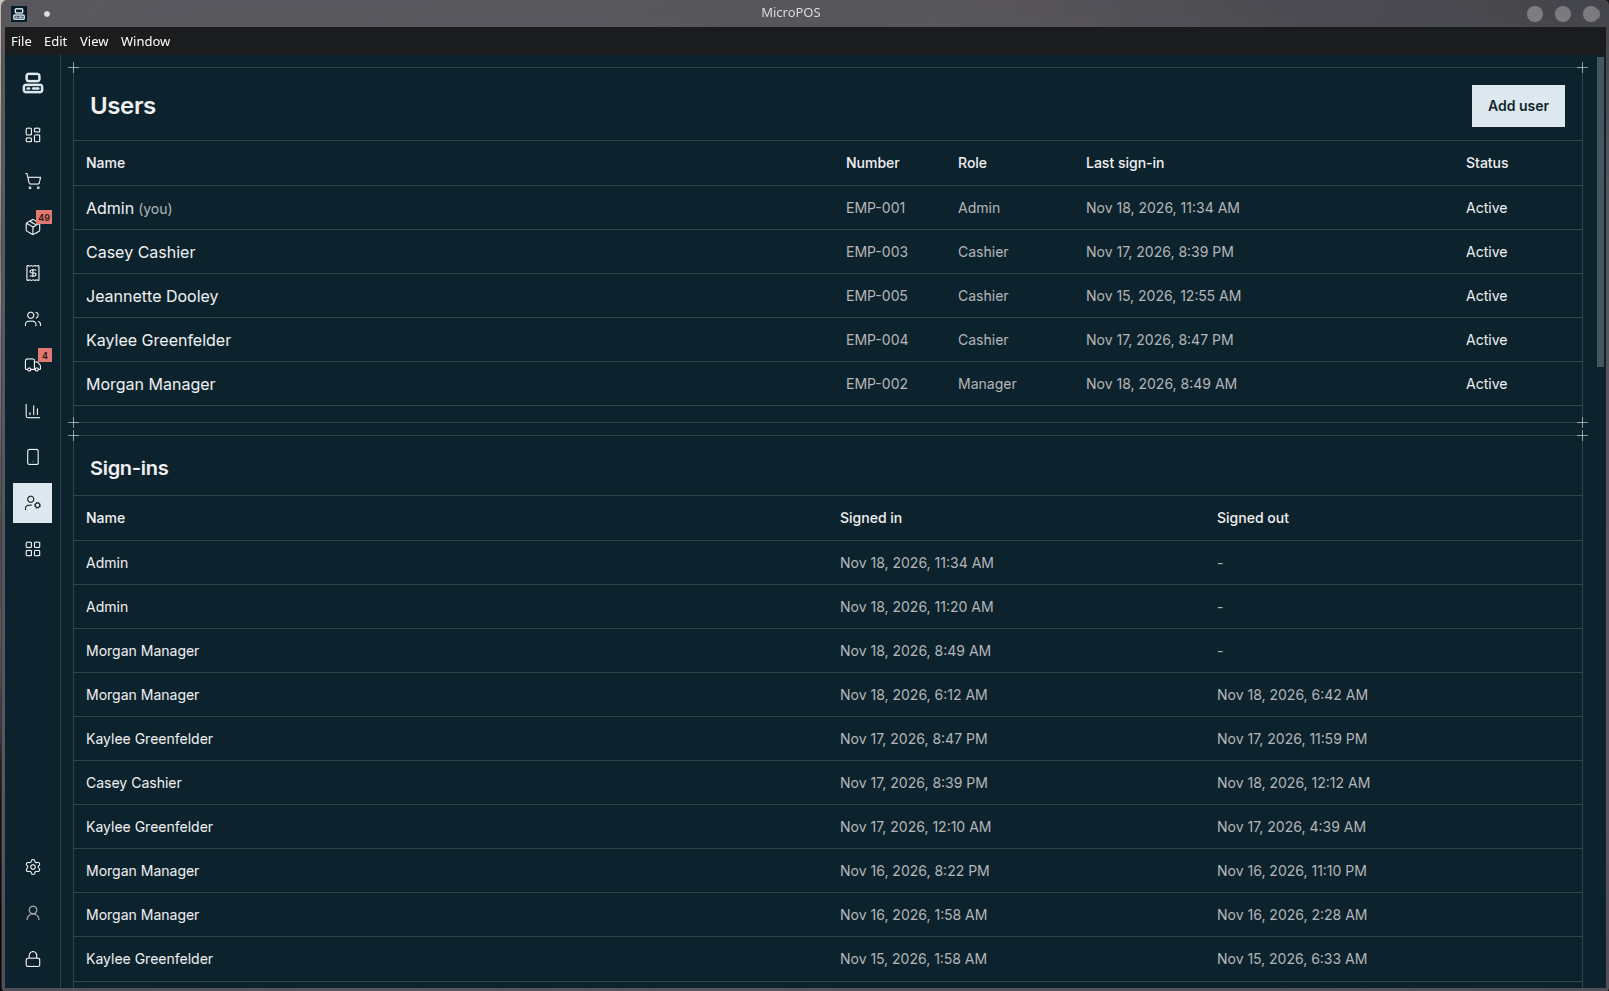 MicroPOS
File Edit View Window
Users
Add user
Name Number Role Last sign-in Status
Admin (you) EMP-001 Admin Nov 18, 2026, 11:34 AM Active
Casey Cashier EMP-003 Cashier Nov 17, 2026, 8:39 PM Active
49
Jeannette Dooley EMP-005 Cashier Nov 15, 2026, 12:55 AM Active
Kaylee Greenfelder EMP-004 Cashier Nov 17, 2026, 8:47 PM Active
4
Morgan Manager EMP-002 Manager Nov 18, 2026, 8:49 AM Active
Sign-ins
Name Signed in Signed out
Admin Nov 18, 2026, 11:34 AM -
Admin Nov 18, 2026, 11:20 AM -
Morgan Manager Nov 18, 2026, 8:49 AM -
Morgan Manager Nov 18, 2026, 6:12 AM Nov 18, 2026, 6:42 AM
Kaylee Greenfelder Nov 17, 2026, 8:47 PM Nov 17, 2026, 11:59 PM
Casey Cashier Nov 17, 2026, 8:39 PM Nov 18, 2026, 12:12 AM
Kaylee Greenfelder Nov 17, 2026, 12:10 AM Nov 17, 2026, 4:39 AM
Morgan Manager Nov 16, 2026, 8:22 PM Nov 16, 2026, 11:10 PM
Morgan Manager Nov 16, 2026, 1:58 AM Nov 16, 2026, 2:28 AM
Kaylee Greenfelder Nov 15, 2026, 1:58 AM Nov 15, 2026, 6:33 AM